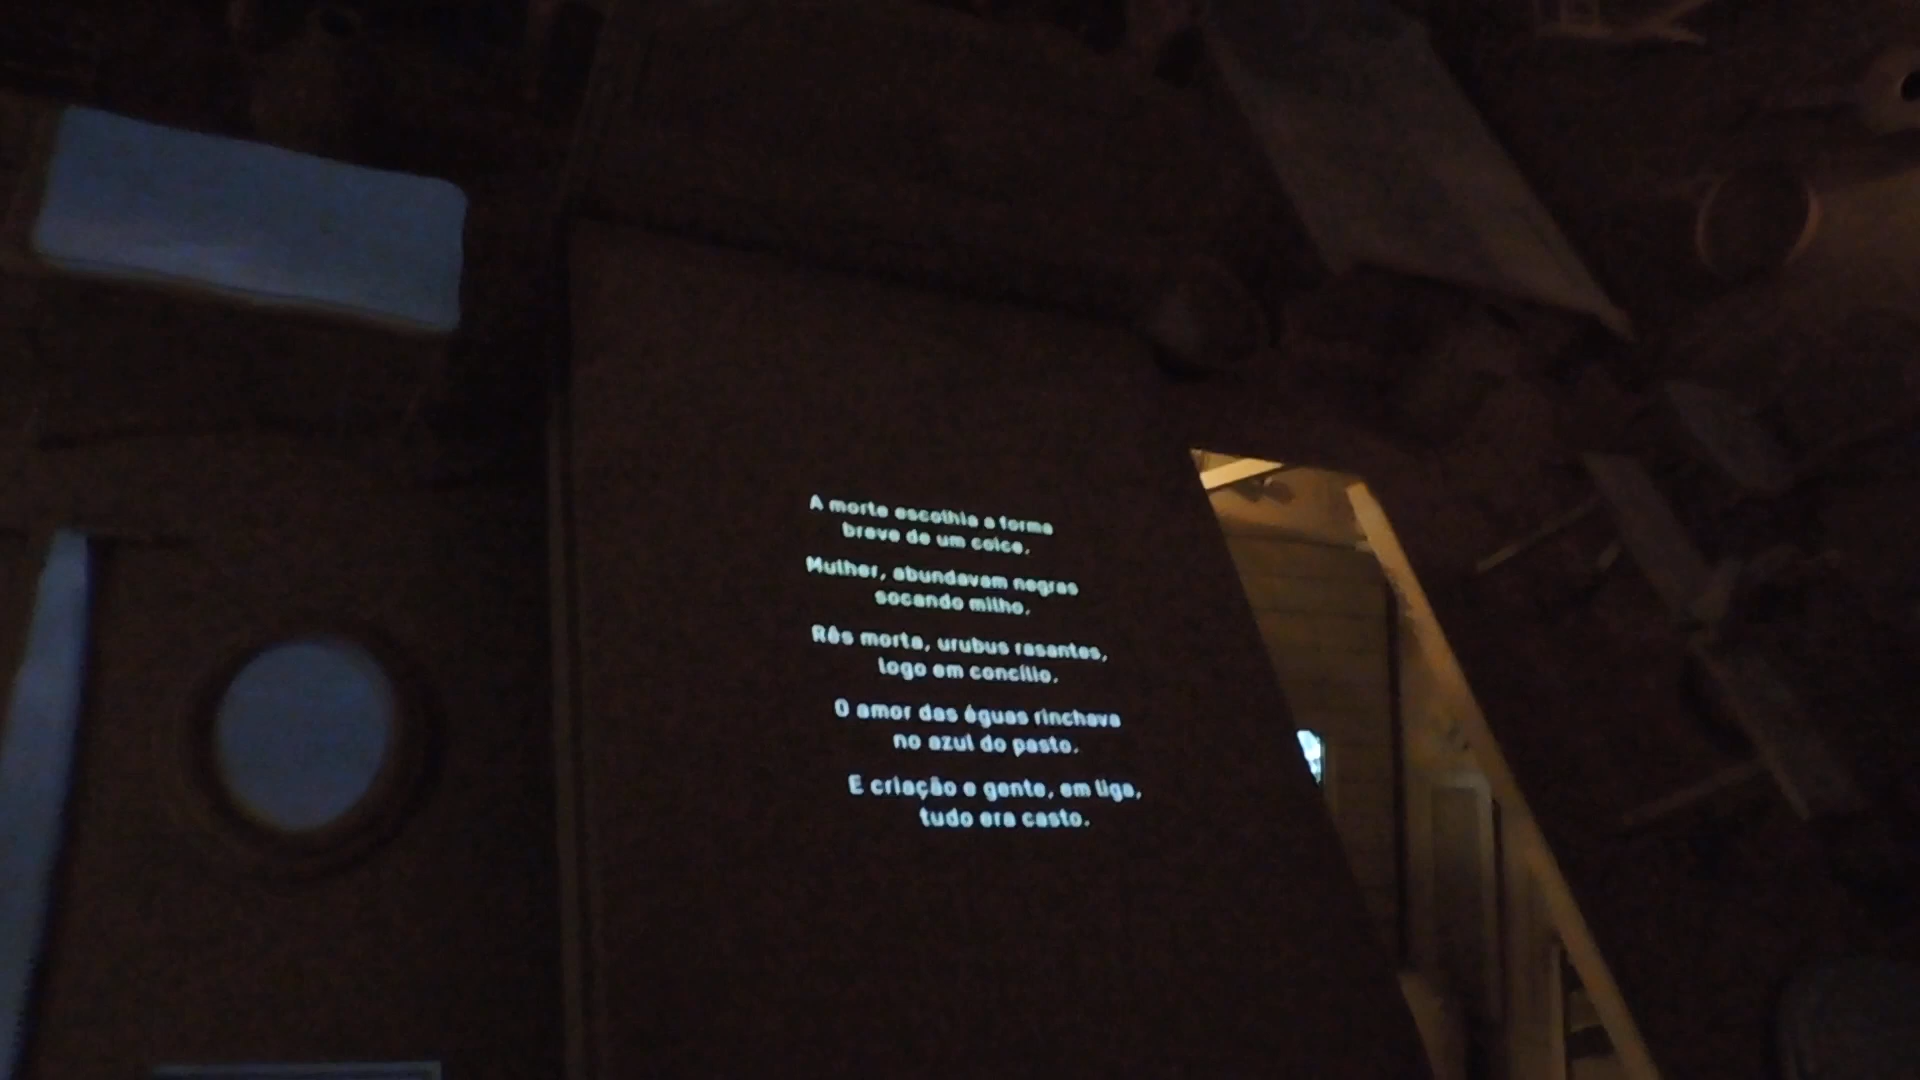 A morte escolhia a forma
breve de um coice.
Mulher, abundavam negras
socando milho.
Rês morta, urubus rasantes,
logo em concílio.
O amor das éguas rinchava
no azul do pasto.
E criação e gente, em liga,
tudo era casto.